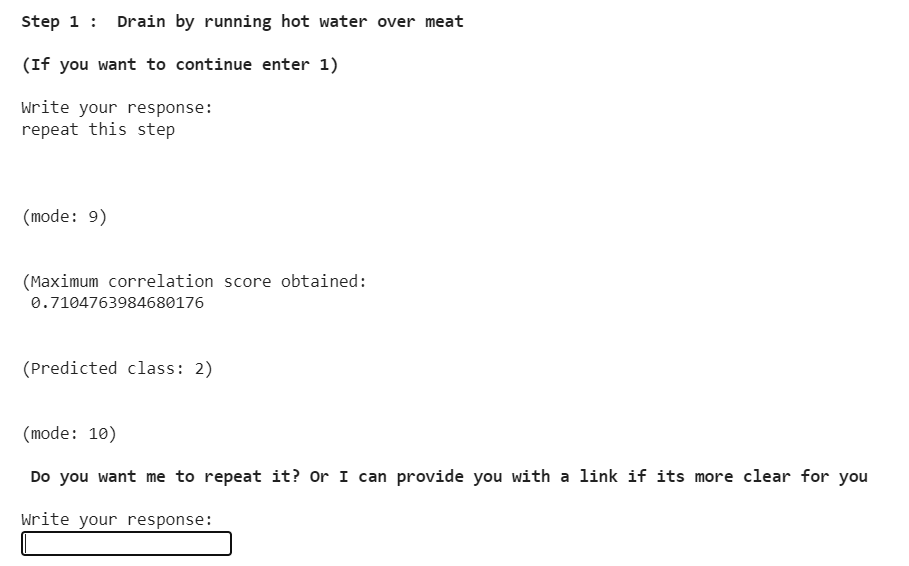 Step 1 :  Drain by running hot water over meat
(If you want to continue enter 1)
Write your response:
repeat this step
(mode: 9)
(Maximum correlation score obtained:
0.7104763984680176
(Predicted class: 2)
(mode: 10)
Do you want me to repeat it? Or I can provide you with a link if its more clear for you
Write your response: